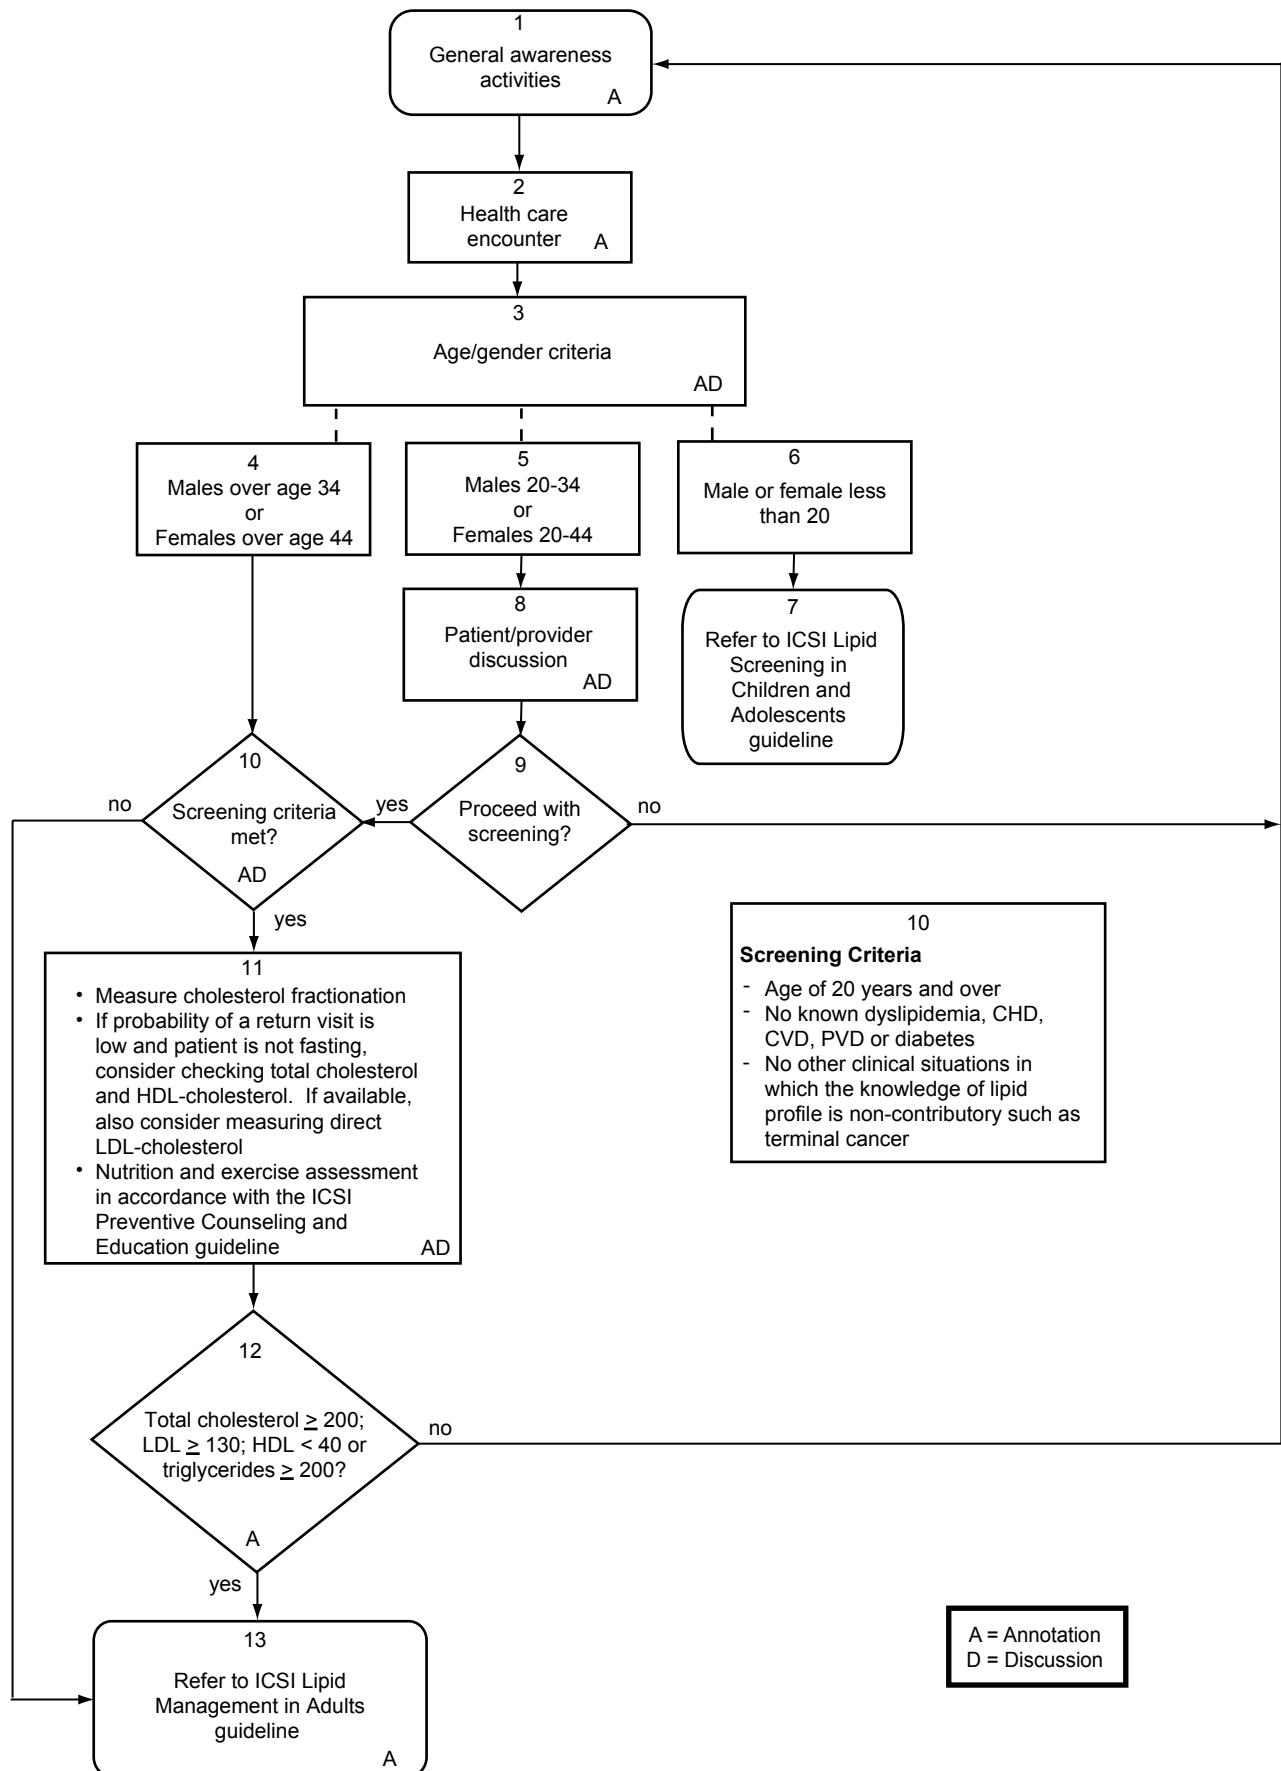 1
General awareness
activities
A
2
Health care
encounter
A
3
Age/gender criteria
AD
4
Males over age 34
or
Females over age 44
5
Males 20-34
or
Females 20-44
6
Male or female less
than 20
8
Patient/provider
discussion
AD
7
Refer to ICSI Lipid
Screening in
Children and
Adolescents
guideline
10
Screening criteria
met?
AD
no
yes
9
Proceed with
screening?
yes
no
10
Screening Criteria
- Age of 20 years and over
- No known dyslipidemia, CHD,
CVD, PVD or diabetes
- No other clinical situations in
which the knowledge of lipid
profile is non-contributory such as
terminal cancer
11
• Measure cholesterol fractionation
• If probability of a return visit is
low and patient is not fasting,
consider checking total cholesterol
and HDL-cholesterol. If available,
also consider measuring direct
LDL-cholesterol
• Nutrition and exercise assessment
in accordance with the ICSI
Preventive Counseling and
Education guideline
AD
12
Total cholesterol ≥ 200;
LDL ≥ 130; HDL < 40 or
triglycerides ≥ 200?
A
no
yes
13
Refer to ICSI Lipid
Management in Adults
guideline
A
A = Annotation
D = Discussion